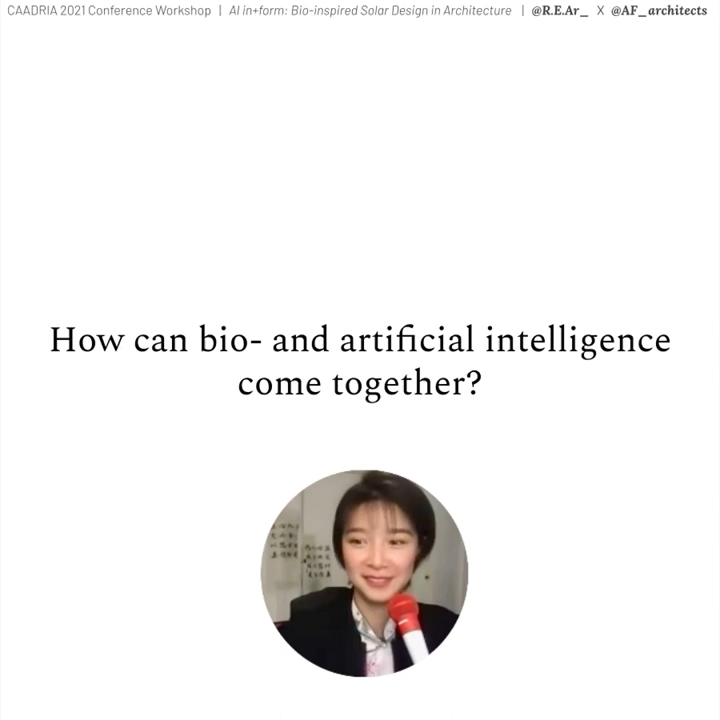 CAADRIA 2021 Conference Workshop | AI in+form: Bio-inspired Solar Design in Architecture | @R.E.Ar_ X @AF_architects
How can bio- and artificial intelligence
come together?